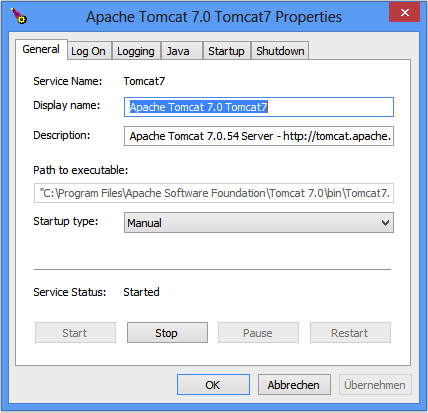 Apache Tomcat 7.0 Tomcat7 Properties
General Log On Logging Java Startup Shutdown
Service Name: Tomcat7
Display name: Apache Tomcat 7.0 Tomcat7
Description: Apache Tomcat 7.0.54 Server - http://tomcat.apache.
Path to executable:
"C:\Program Files\Apache Software Foundation\Tomcat 7.0\bin\Tomcat7.
Startup type: Manual
Service Status: Started
Start Stop Pause Restart
OK Abbrechen Übernehmen